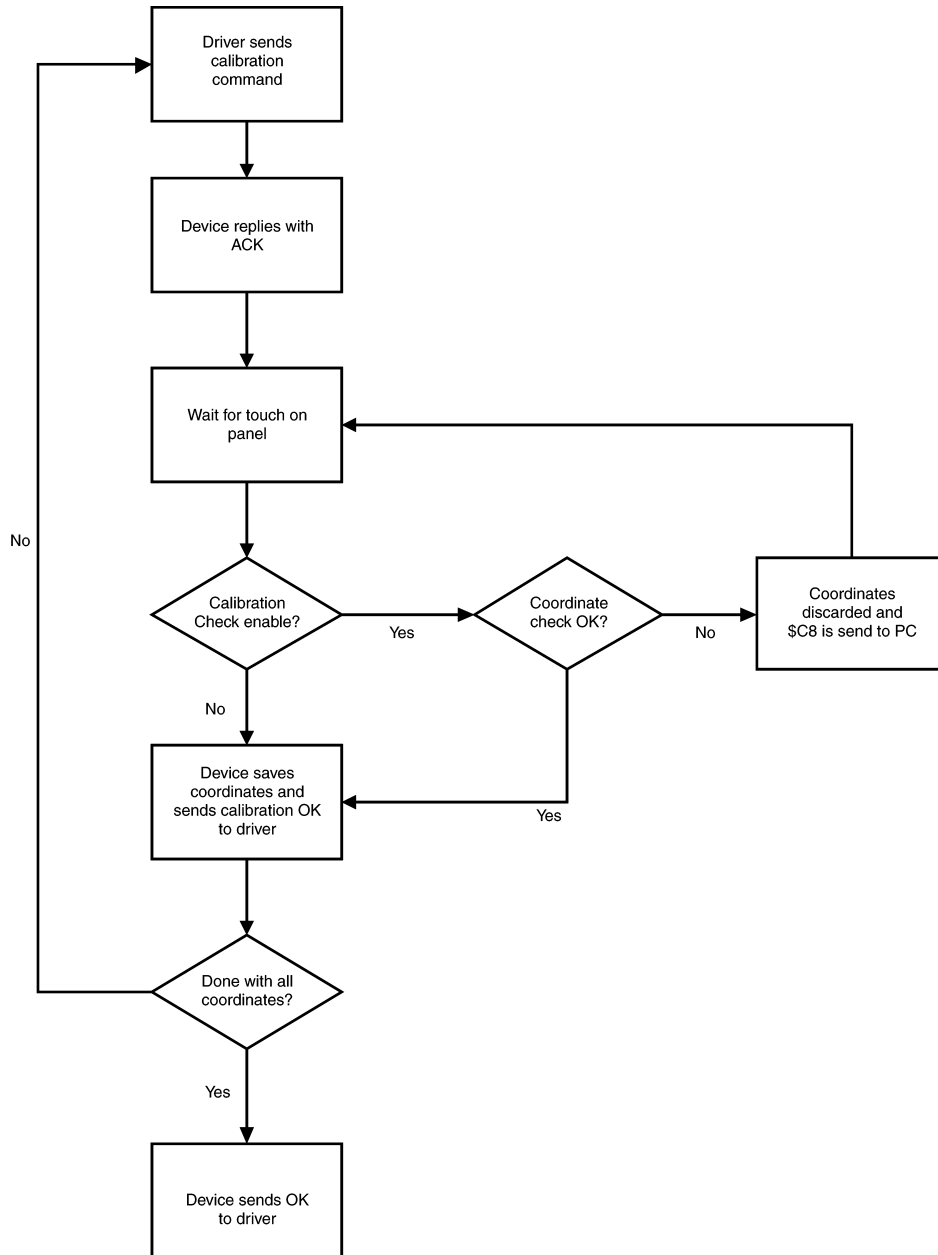 Driver sends
calibration
command
Device replies with
ACK
Wait for touch on
panel
No
Calibration
Check enable?
Yes
Coordinate
check OK?
No
Coordinates
discarded and
$C8 is send to PC
No
Device saves
coordinates and
sends calibration OK
to driver
Yes
Done with all
coordinates?
Yes
Device sends OK
to driver